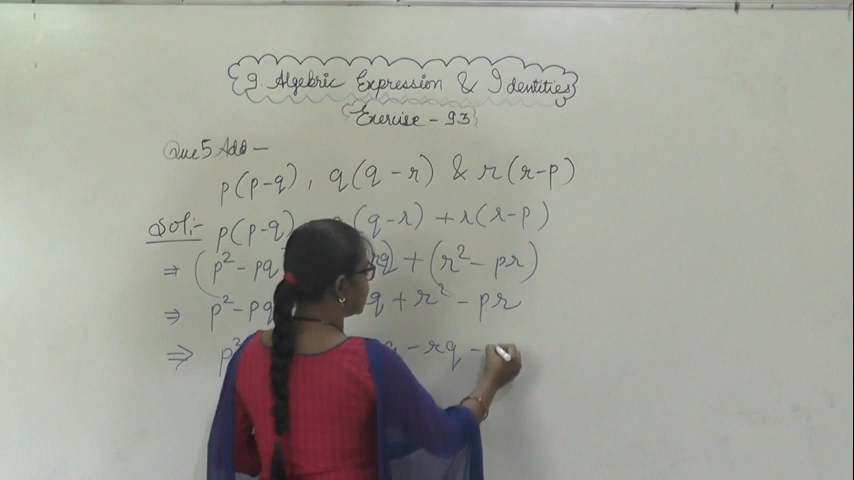 9. Algebric Expression & Identities
Exercise - 9.3
Que5 Add -
p(p-q), q(q-r) & r(r-p)
Sol:- p(p-q) (q-r) + r(r-p)
⇒ (p² - pq rq) + (r² - pr)
⇒ p² - pq q + r² - pr
⇒ p² q - rq -